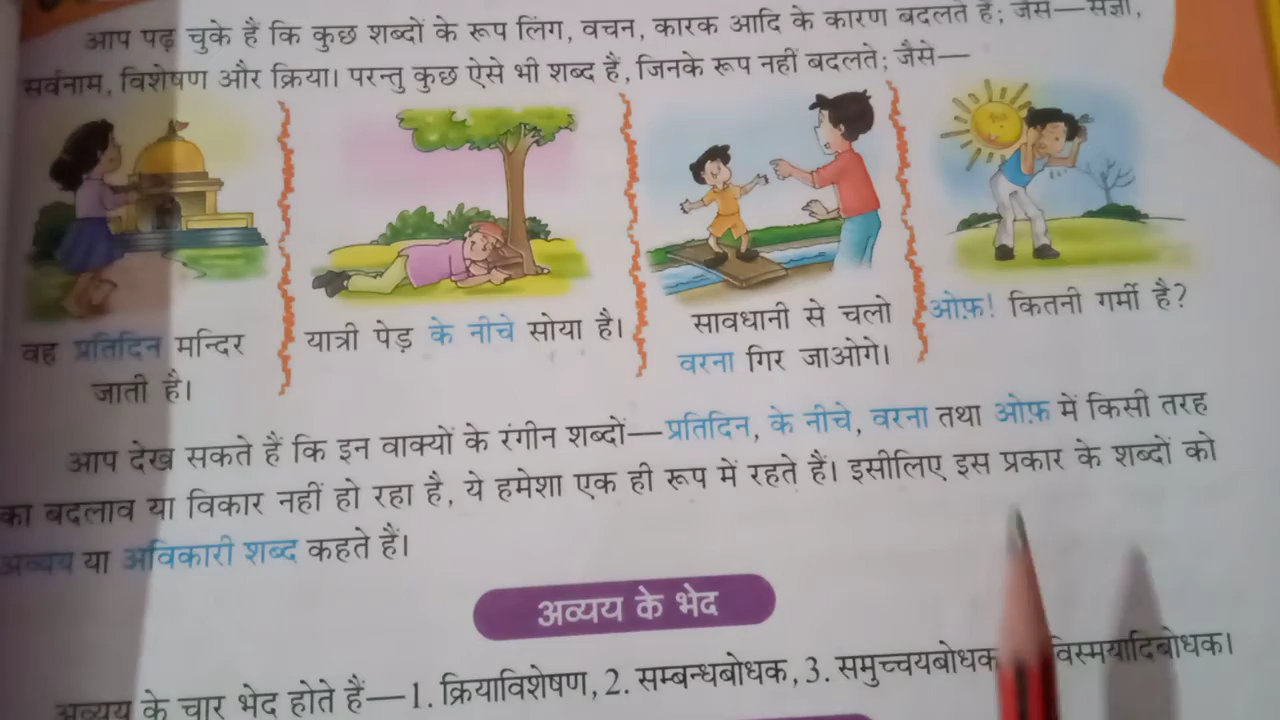 आप पढ़ चुके हैं कि कुछ शब्दों के रूप लिंग, वचन, कारक आदि के कारण बदलते हैं; जैसे—संज्ञा,
सर्वनाम, विशेषण और क्रिया। परन्तु कुछ ऐसे भी शब्द हैं, जिनके रूप नहीं बदलते; जैसे—
वह प्रतिदिन मन्दिर
जाती है।
यात्री पेड़ के नीचे सोया है।
सावधानी से चलो
वरना गिर जाओगे।
ओफ़! कितनी गर्मी है?
आप देख सकते हैं कि इन वाक्यों के रंगीन शब्दों—प्रतिदिन, के नीचे, वरना तथा ओफ़ में किसी तरह
का बदलाव या विकार नहीं हो रहा है, ये हमेशा एक ही रूप में रहते हैं। इसीलिए इस प्रकार के शब्दों को
अव्यय या अविकारी शब्द कहते हैं।
अव्यय के भेद
अव्यय के चार भेद होते हैं—1. क्रियाविशेषण, 2. सम्बन्धबोधक, 3. समुच्चयबोधक विस्मयादिबोधक।